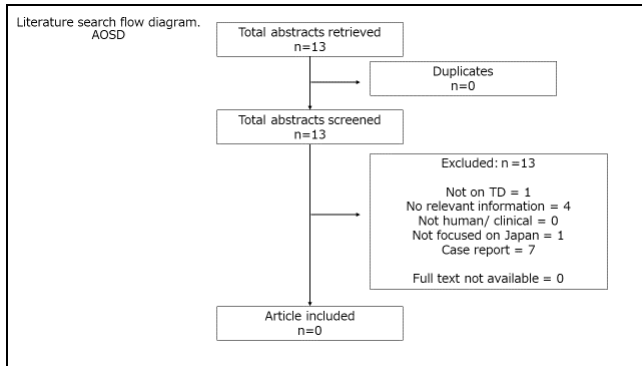 Literature search flow diagram.
AOSD
Total abstracts retrieved
n=13
Duplicates
n=0
Total abstracts screened
n=13
Excluded: n =13
Not on TD = 1
No relevant information = 4
Not human/ clinical = 0
Not focused on Japan = 1
Case report = 7
Full text not available = 0
Article included
n=0